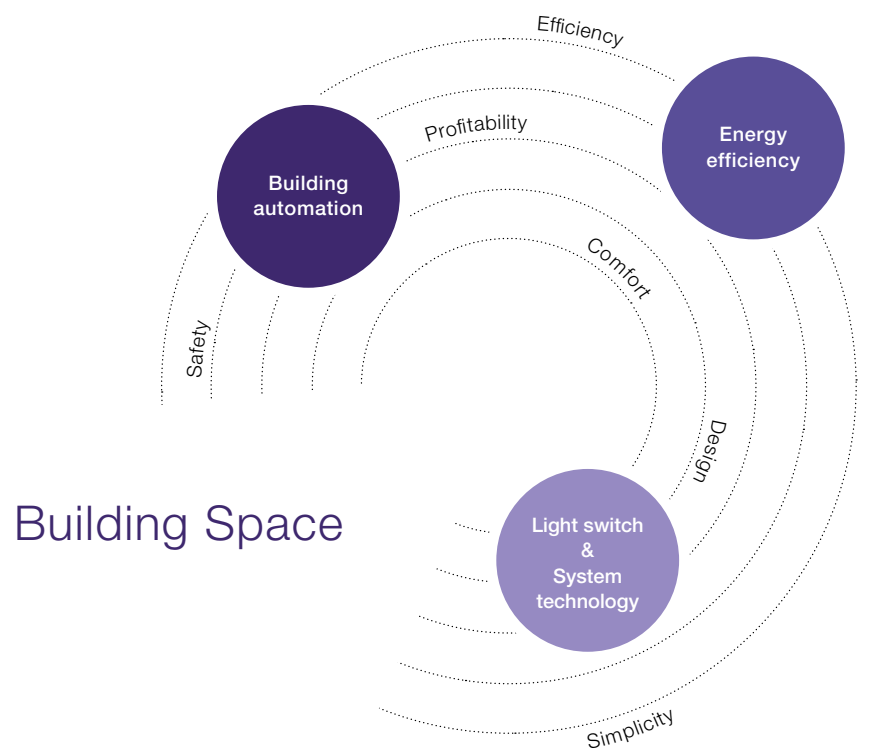 Efficiency
Profitability
Energy
efficiency
Building
automation
Comfort
Safety
Design
Building Space
Light switch
&
System
technology
Simplicity